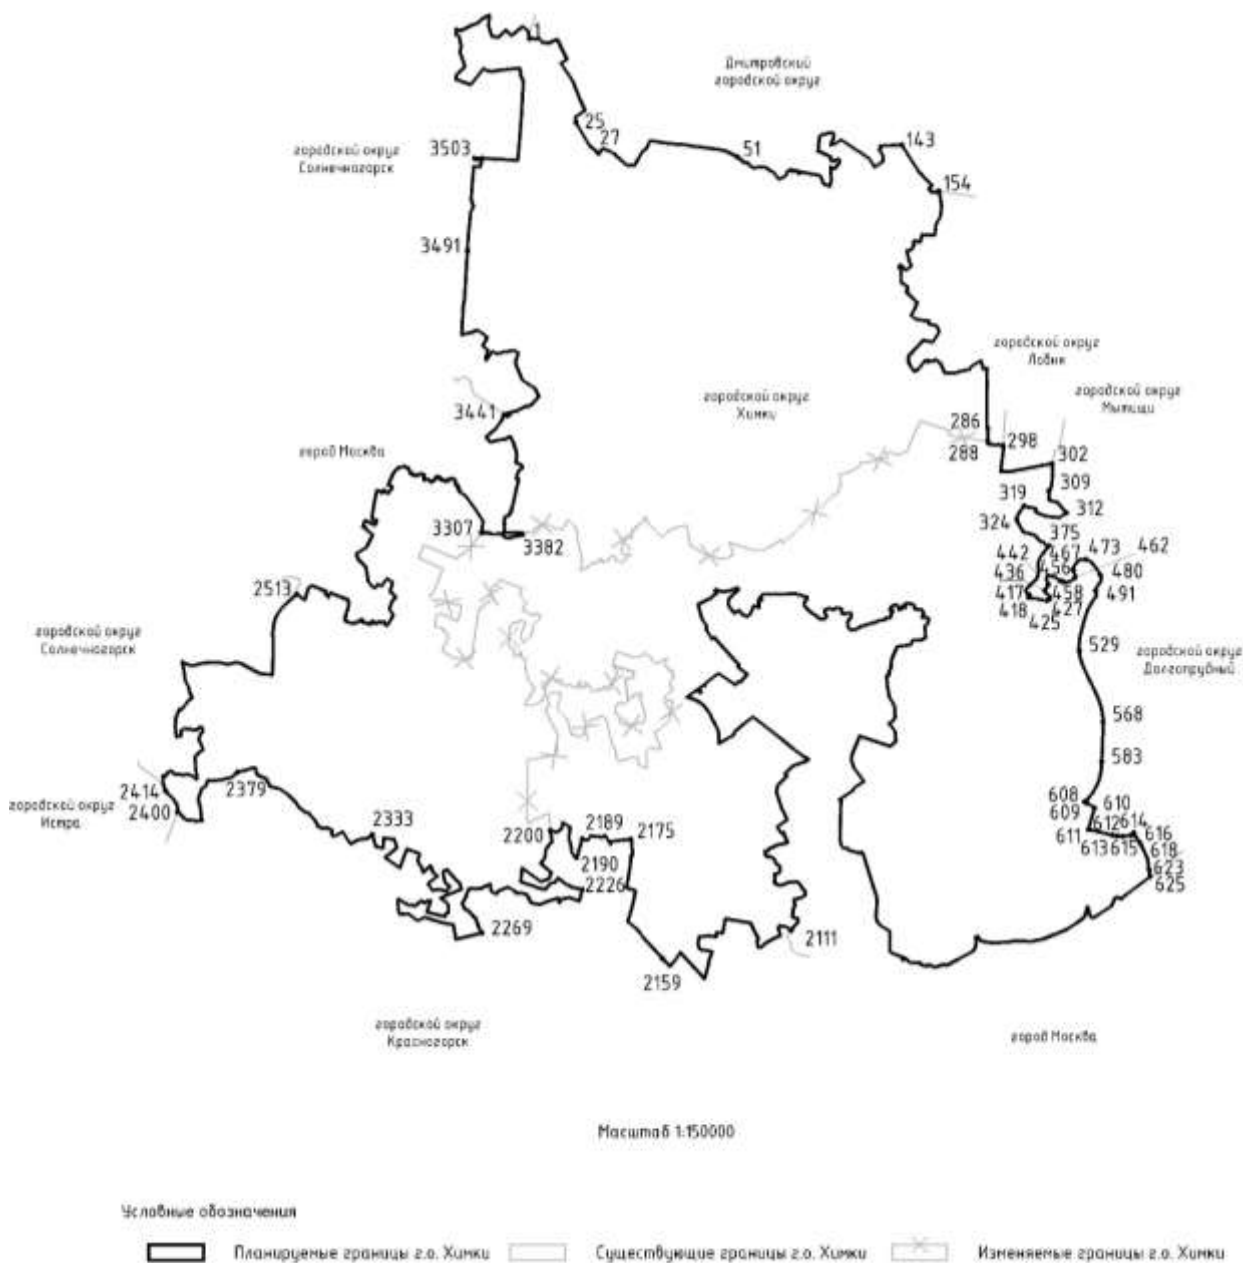 1
Дмитровский
городской округ
25
27
51
143
городской округ
Солнечногорск
3503
154
3491
городской округ
Лобня
городской округ
Мытищи
городской округ
Химки
3441
286
288
298
302
город Москва
309
319
312
324
3307
3382
375
442
467
473
462
436
456
480
417
458
491
418
427
425
2513
городской округ
Солнечногорск
529
городской округ
Долгопрудный
568
583
2414
2379
2400
городской округ
Истра
608
610
609
612
614
616
611
613
615
618
623
625
2333
2200
2189
2175
2190
2226
2269
2111
2159
городской округ
Красногорск
город Москва
Масштаб 1:150000
Условные обозначения
Планируемые границы г.о. Химки
Существующие границы г.о. Химки
Изменяемые границы г.о. Химки